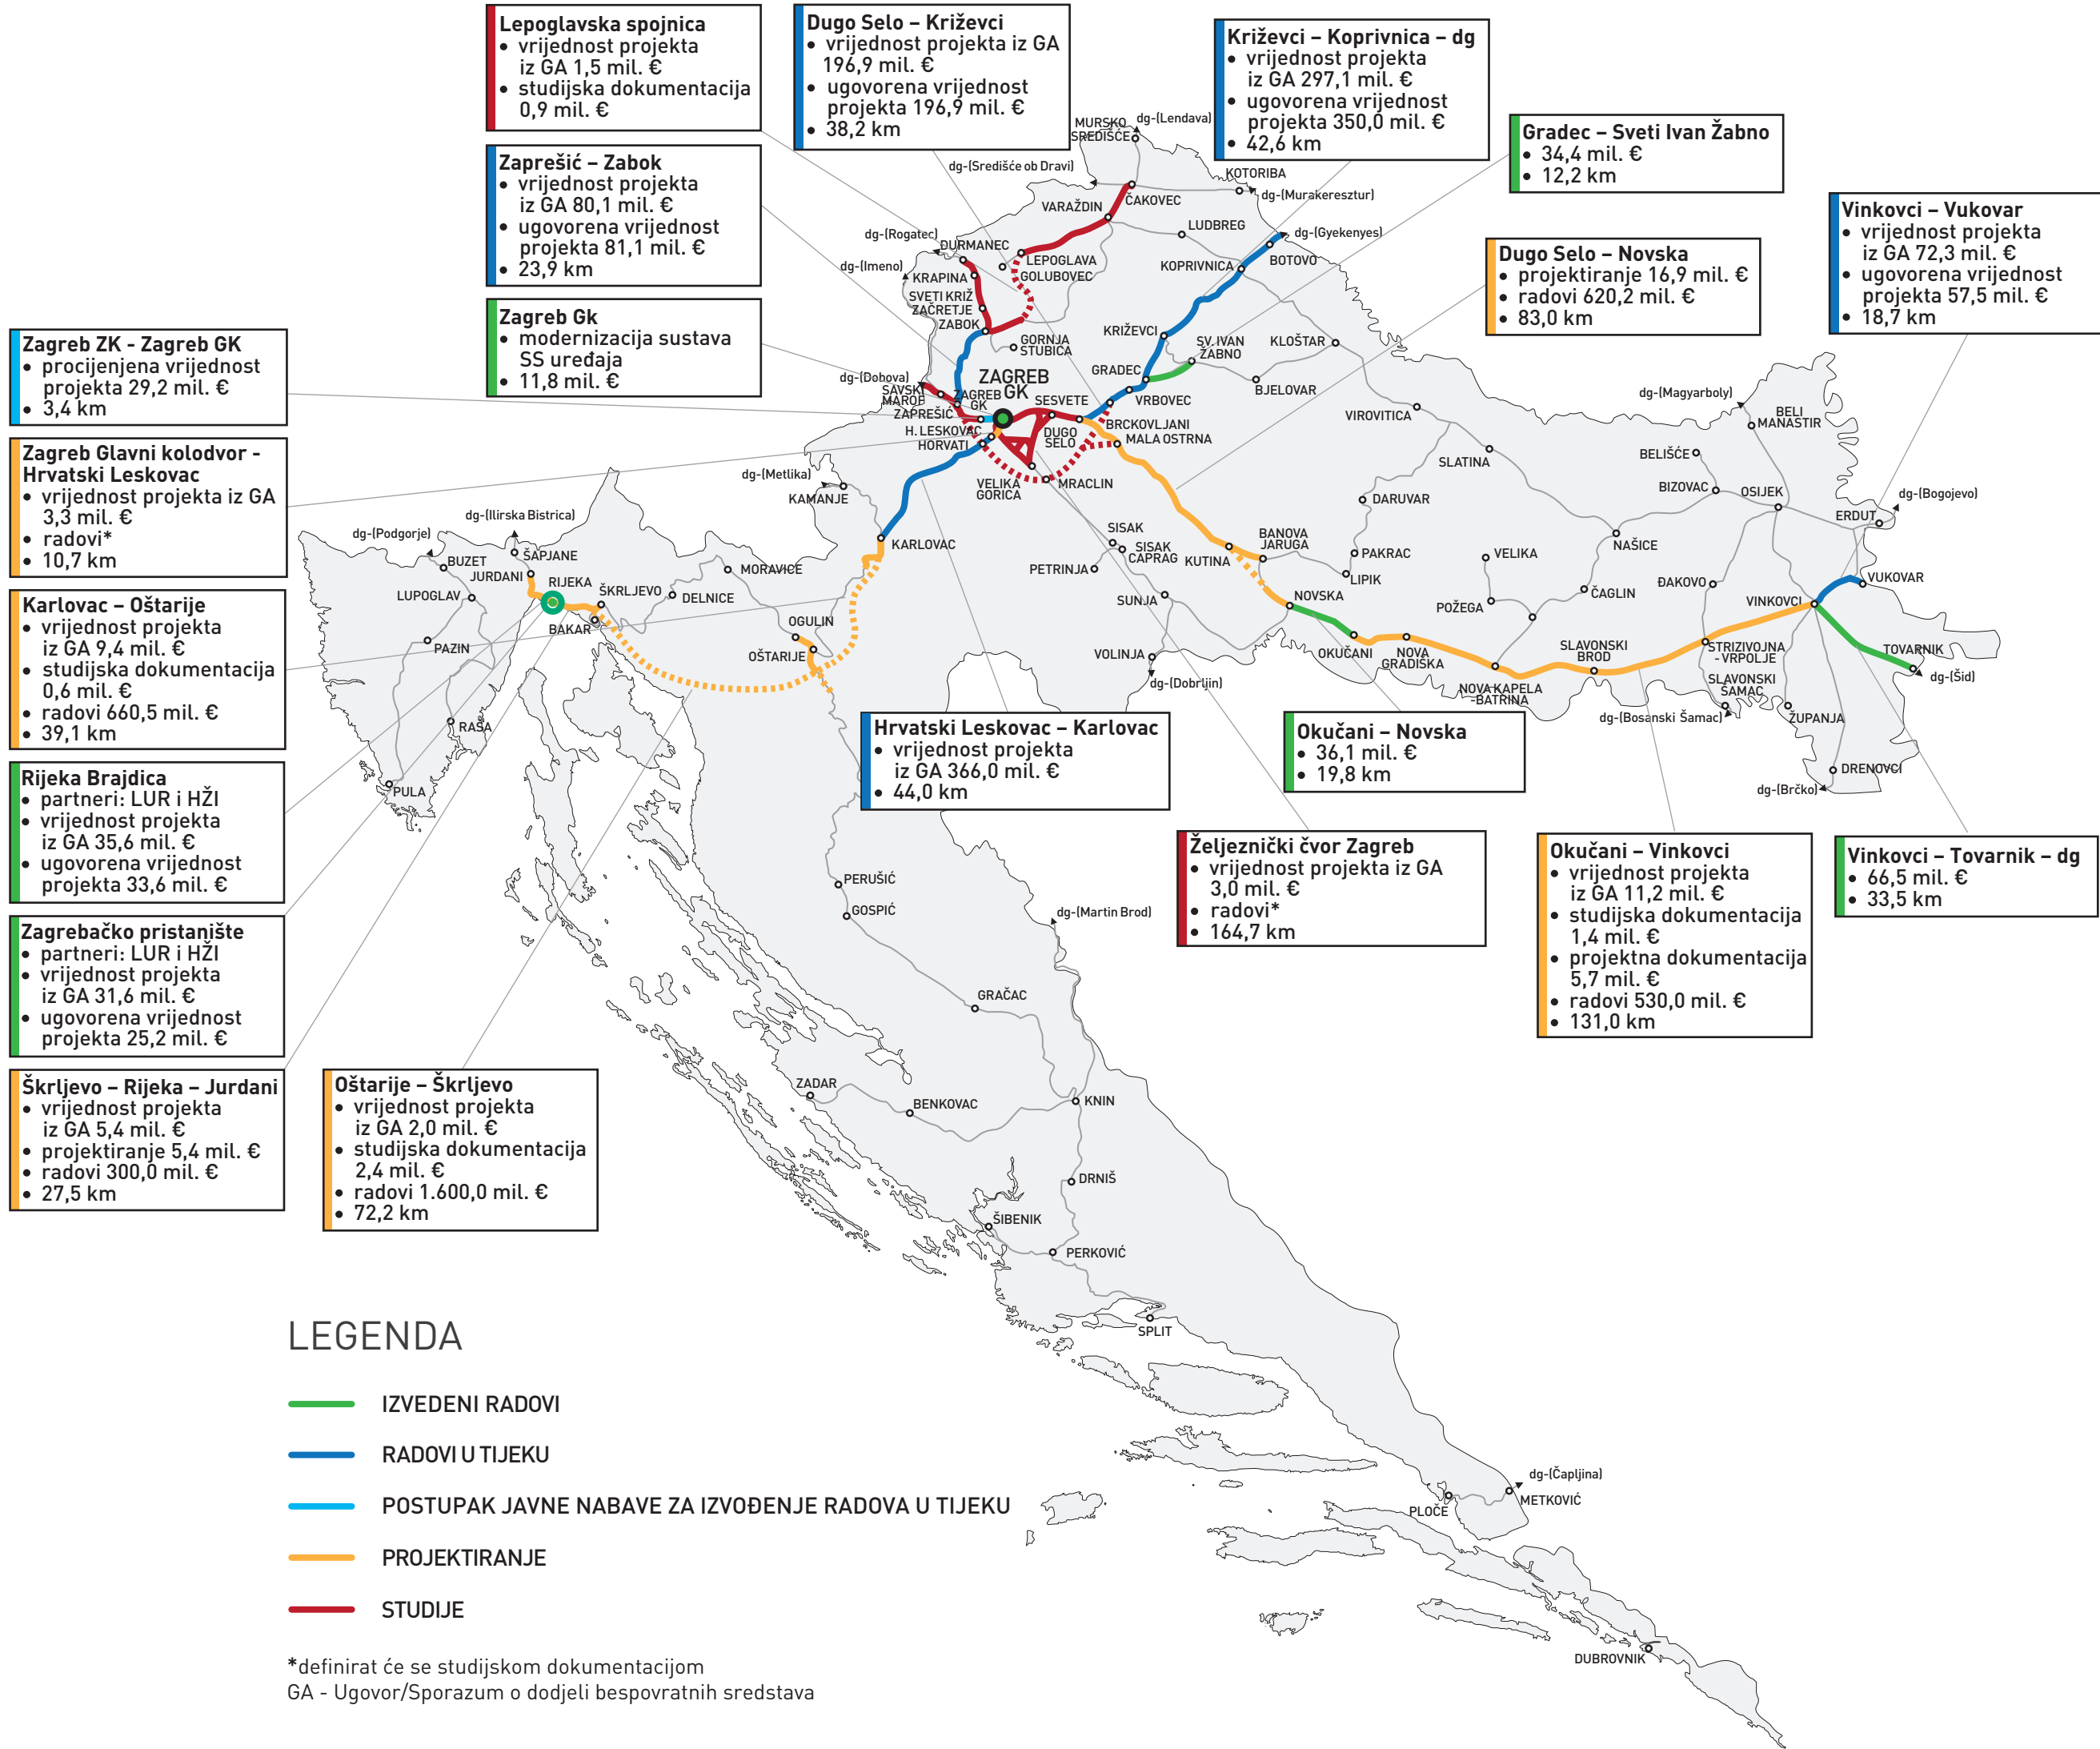 Lepoglavska spojnica
• vrijednost projekta
iz GA 1,5 mil. €
• studijska dokumentacija
0,9 mil. €
Dugo Selo – Križevci
• vrijednost projekta iz GA
196,9 mil. €
• ugovorena vrijednost
projekta 196,9 mil. €
• 38,2 km
Križevci – Koprivnica – dg
• vrijednost projekta
iz GA 297,1 mil. €
• ugovorena vrijednost
projekta 350,0 mil. €
• 42,6 km
Gradec – Sveti Ivan Žabno
• 34,4 mil. €
• 12,2 km
Zaprešić – Zabok
• vrijednost projekta
iz GA 80,1 mil. €
• ugovorena vrijednost
projekta 81,1 mil. €
• 23,9 km
Vinkovci – Vukovar
• vrijednost projekta
iz GA 72,3 mil. €
• ugovorena vrijednost
projekta 57,5 mil. €
• 18,7 km
Dugo Selo – Novska
• projektiranje 16,9 mil. €
• radovi 620,2 mil. €
• 83,0 km
Zagreb Gk
• modernizacija sustava
SS uređaja
• 11,8 mil. €
Zagreb ZK - Zagreb GK
• procijenjena vrijednost
projekta 29,2 mil. €
• 3,4 km
Zagreb Glavni kolodvor -
Hrvatski Leskovac
• vrijednost projekta iz GA
3,3 mil. €
• radovi*
• 10,7 km
Karlovac – Oštarije
• vrijednost projekta
iz GA 9,4 mil. €
• studijska dokumentacija
0,6 mil. €
• radovi 660,5 mil. €
• 39,1 km
Rijeka Brajdica
• partneri: LUR i HŽI
• vrijednost projekta
iz GA 35,6 mil. €
• ugovorena vrijednost
projekta 33,6 mil. €
Zagrebačko pristanište
• partneri: LUR i HŽI
• vrijednost projekta
iz GA 31,6 mil. €
• ugovorena vrijednost
projekta 25,2 mil. €
Škrljevo – Rijeka – Jurdani
• vrijednost projekta
iz GA 5,4 mil. €
• projektiranje 5,4 mil. €
• radovi 300,0 mil. €
• 27,5 km
Oštarije – Škrljevo
• vrijednost projekta
iz GA 2,0 mil. €
• studijska dokumentacija
2,4 mil. €
• radovi 1.600,0 mil. €
• 72,2 km
Hrvatski Leskovac – Karlovac
• vrijednost projekta
iz GA 366,0 mil. €
• 44,0 km
Okučani – Novska
• 36,1 mil. €
• 19,8 km
Željeznički čvor Zagreb
• vrijednost projekta iz GA
3,0 mil. €
• radovi*
• 164,7 km
Okučani – Vinkovci
• vrijednost projekta
iz GA 11,2 mil. €
• studijska dokumentacija
1,4 mil. €
• projektna dokumentacija
5,7 mil. €
• radovi 530,0 mil. €
• 131,0 km
Vinkovci – Tovarnik – dg
• 66,5 mil. €
• 33,5 km
dg-(Lendava)
MURSKO
SREDIŠĆE
dg-(Središće ob Dravi)
KOTORIBA
dg-(Murakeresztur)
ČAKOVEC
VARAŽDIN
LUDBREG
dg-(Gyekenyes)
dg-(Rogatec)
ĐURMANEC
LEPOGLAVA
GOLUBOVEC
BOTOVO
KOPRIVNICA
dg-(Imeno)
KRAPINA
SVETI KRIŽ
ZAČRETJE
ZABOK
GORNJA
STUBICA
KRIŽEVCI
SV. IVAN
ŽABNO
KLOŠTAR
GRADEC
BJELOVAR
dg-(Dobova)
SAVSKI
MAROF
ZAGREB
GK
ZAGREB
GK
SESVETE
VRBOVEC
ZAPREŠIĆ
H. LESKOVAC
HORVATI
DUGO
SELO
BRCKOVLJANI
MALA OSTRNA
VIROVITICA
dg-(Magyarboly)
BELI
MANASTIR
VELIKA
GORICA
MRACLIN
SLATINA
BELIŠĆE
BIZOVAC
OSIJEK
dg-(Bogojevo)
ERDUT
dg-(Metlika)
KAMANJE
DARUVAR
dg-(Ilirska Bistrica)
dg-(Podgorje)
BUZET
ŠAPJANE
JURDANI
RIJEKA
ŠKRLJEVO
LUPOGLAV
BAKAR
DELNICE
MORAVICE
KARLOVAC
SISAK
SISAK
CAPRAG
PETRINJA
KUTINA
BANOVA
JARUGA
PAKRAC
LIPIK
VELIKA
NAŠICE
ČAGLIN
ĐAKOVO
POŽEGA
VINKOVCI
VUKOVAR
SUNJA
NOVSKA
OGULIN
OŠTARIJE
PAZIN
VOLINJA
dg-(Dobrljin)
OKUČANI
NOVA
GRADIŠKA
SLAVONSKI
BROD
STRIZIVOJNA
-VRPOLJE
TOVARNIK
dg-(Šid)
NOVA KAPELA
-BATRINA
SLAVONSKI
ŠAMAC
dg-(Bosanski Šamac)
ŽUPANJA
RAŠA
PULA
DRENOVCI
dg-(Brčko)
PERUŠIĆ
GOSPIĆ
dg-(Martin Brod)
GRAČAC
ZADAR
BENKOVAC
KNIN
DRNIŠ
ŠIBENIK
PERKOVIĆ
SPLIT
dg-(Čapljina)
METKOVIĆ
PLOČE
DUBROVNIK
LEGENDA
IZVEDENI RADOVI
RADOVI U TIJEKU
POSTUPAK JAVNE NABAVE ZA IZVOĐENJE RADOVA U TIJEKU
PROJEKTIRANJE
STUDIJE
*definirat će se studijskom dokumentacijom
GA - Ugovor/Sporazum o dodjeli bespovratnih sredstava